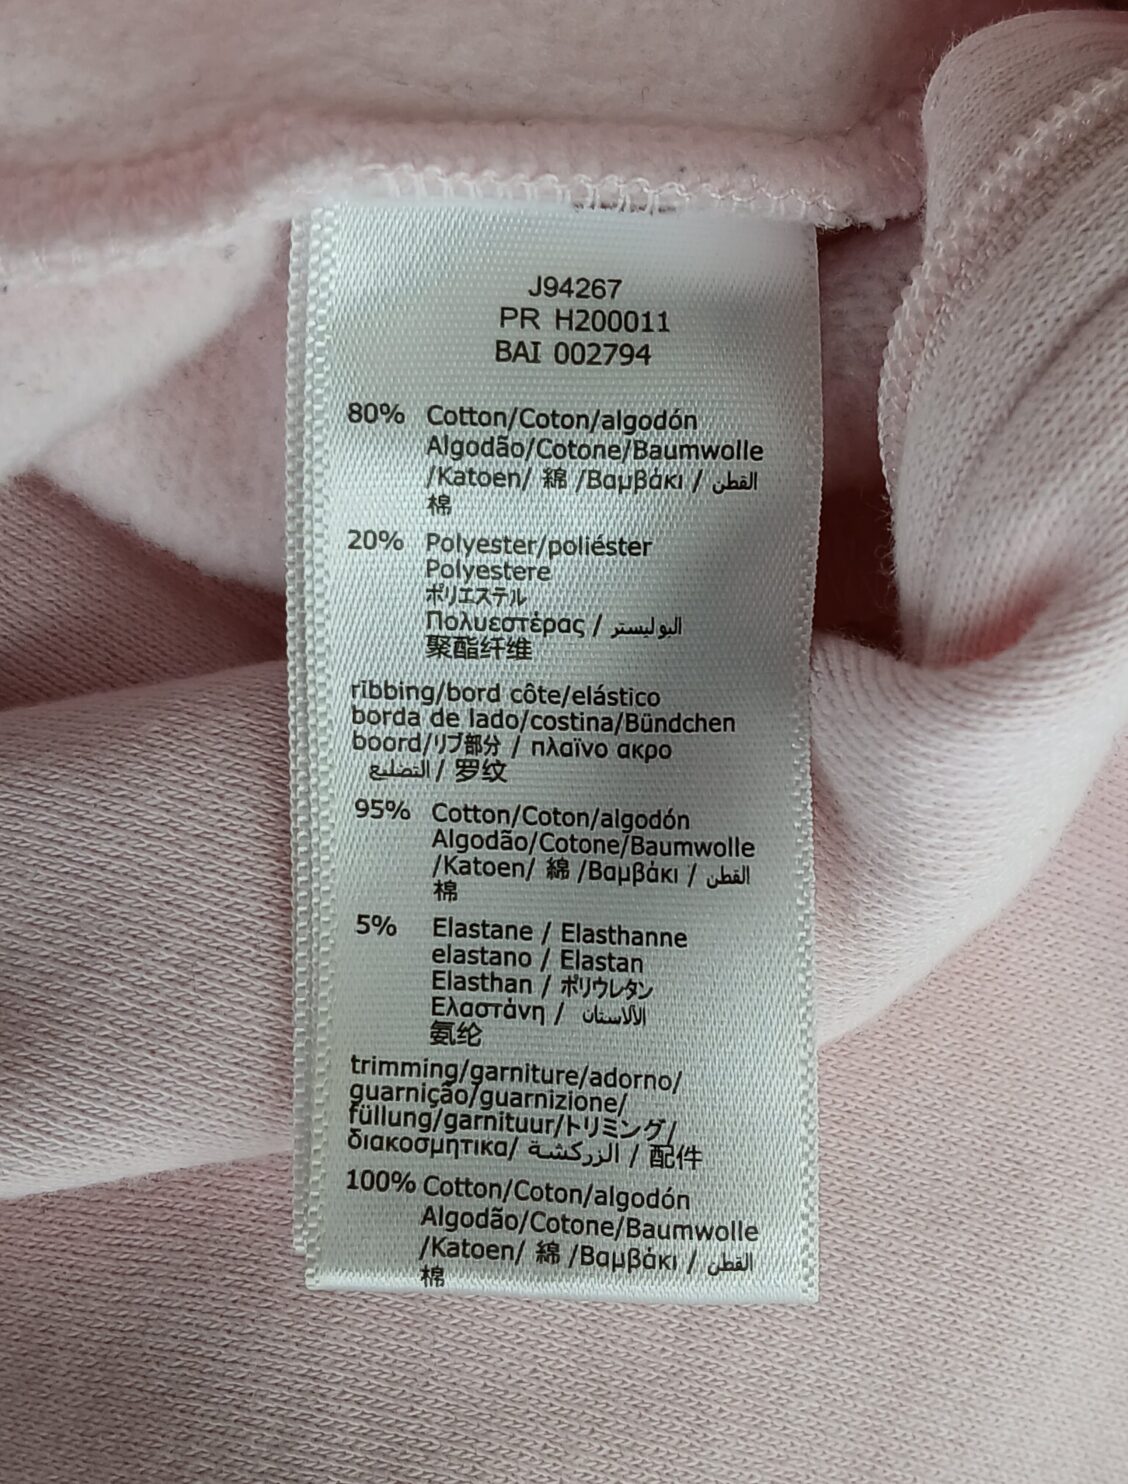 J94267
PR H200011
BAI 002794
80% Cotton/Coton/algodón
Algodão/Cotone/Baumwolle
/Katoen/ 綿 /Βαμβάκι / القطن
棉
20% Polyester/poliéster
Polyestere
ポリエステル
Πολυεστέρας / البوليستر
聚酯纤维
ribbing/bord côte/elástico
borda de lado/costina/Bündchen
boord/リブ部分 / πλαϊνο ακρο
التضليع / 罗纹
95% Cotton/Coton/algodón
Algodão/Cotone/Baumwolle
/Katoen/ 綿 /Βαμβάκι / القطن
棉
5% Elastane / Elasthanne
elastano / Elastan
Elasthan / ポリウレタン
Ελαστάνη / الألاستان
氨纶
trimming/garniture/adorno/
guarnição/guarnizione/
füllung/garnituur/トリミング/
διακοσμητικα/ الزركشة / 配件
100% Cotton/Coton/algodón
Algodão/Cotone/Baumwolle
/Katoen/ 綿 /Βαμβάκι / القطن
棉